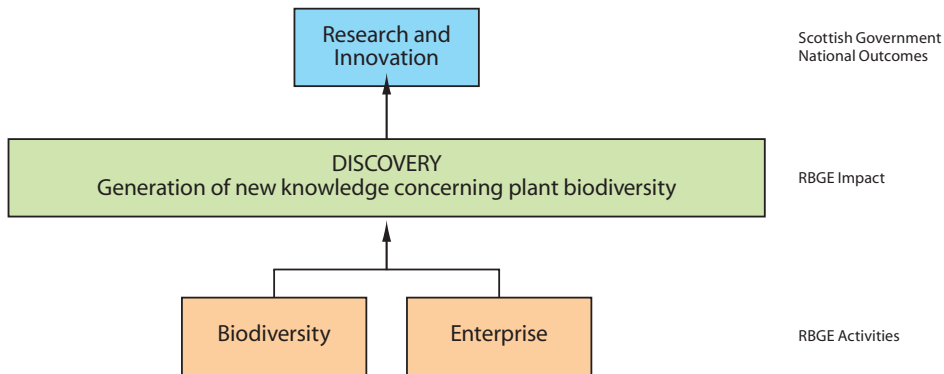 Research and
Innovation
Scottish Government
National Outcomes
DISCOVERY
Generation of new knowledge concerning plant biodiversity
RBGE Impact
Biodiversity
Enterprise
RBGE Activities